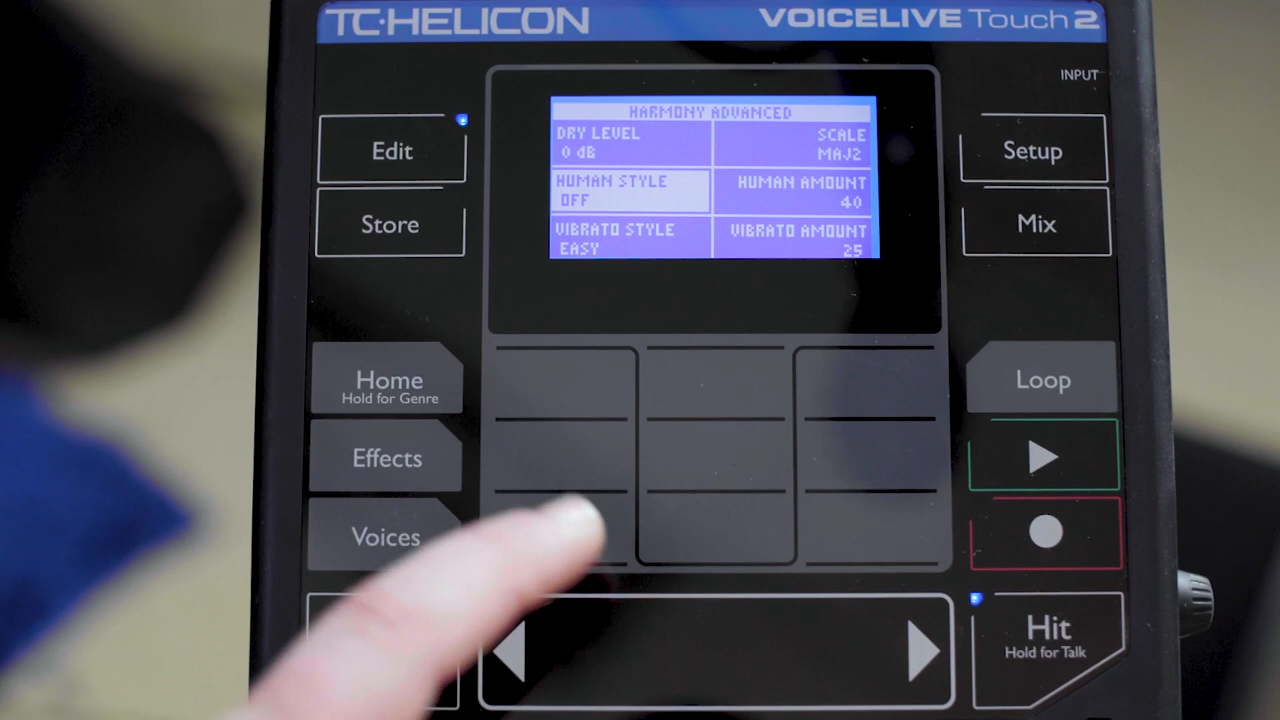 TC·HELICON
VOICELIVE Touch 2
INPUT
Edit
Store
HARMONY ADVANCED
DRY LEVEL
0 dB
SCALE
MAJ2
HUMAN STYLE
OFF
HUMAN AMOUNT
40
VIBRATO STYLE
EASY
VIBRATO AMOUNT
25
Setup
Mix
Home
Hold for Genre
Effects
Voices
Loop
Hit
Hold for Talk